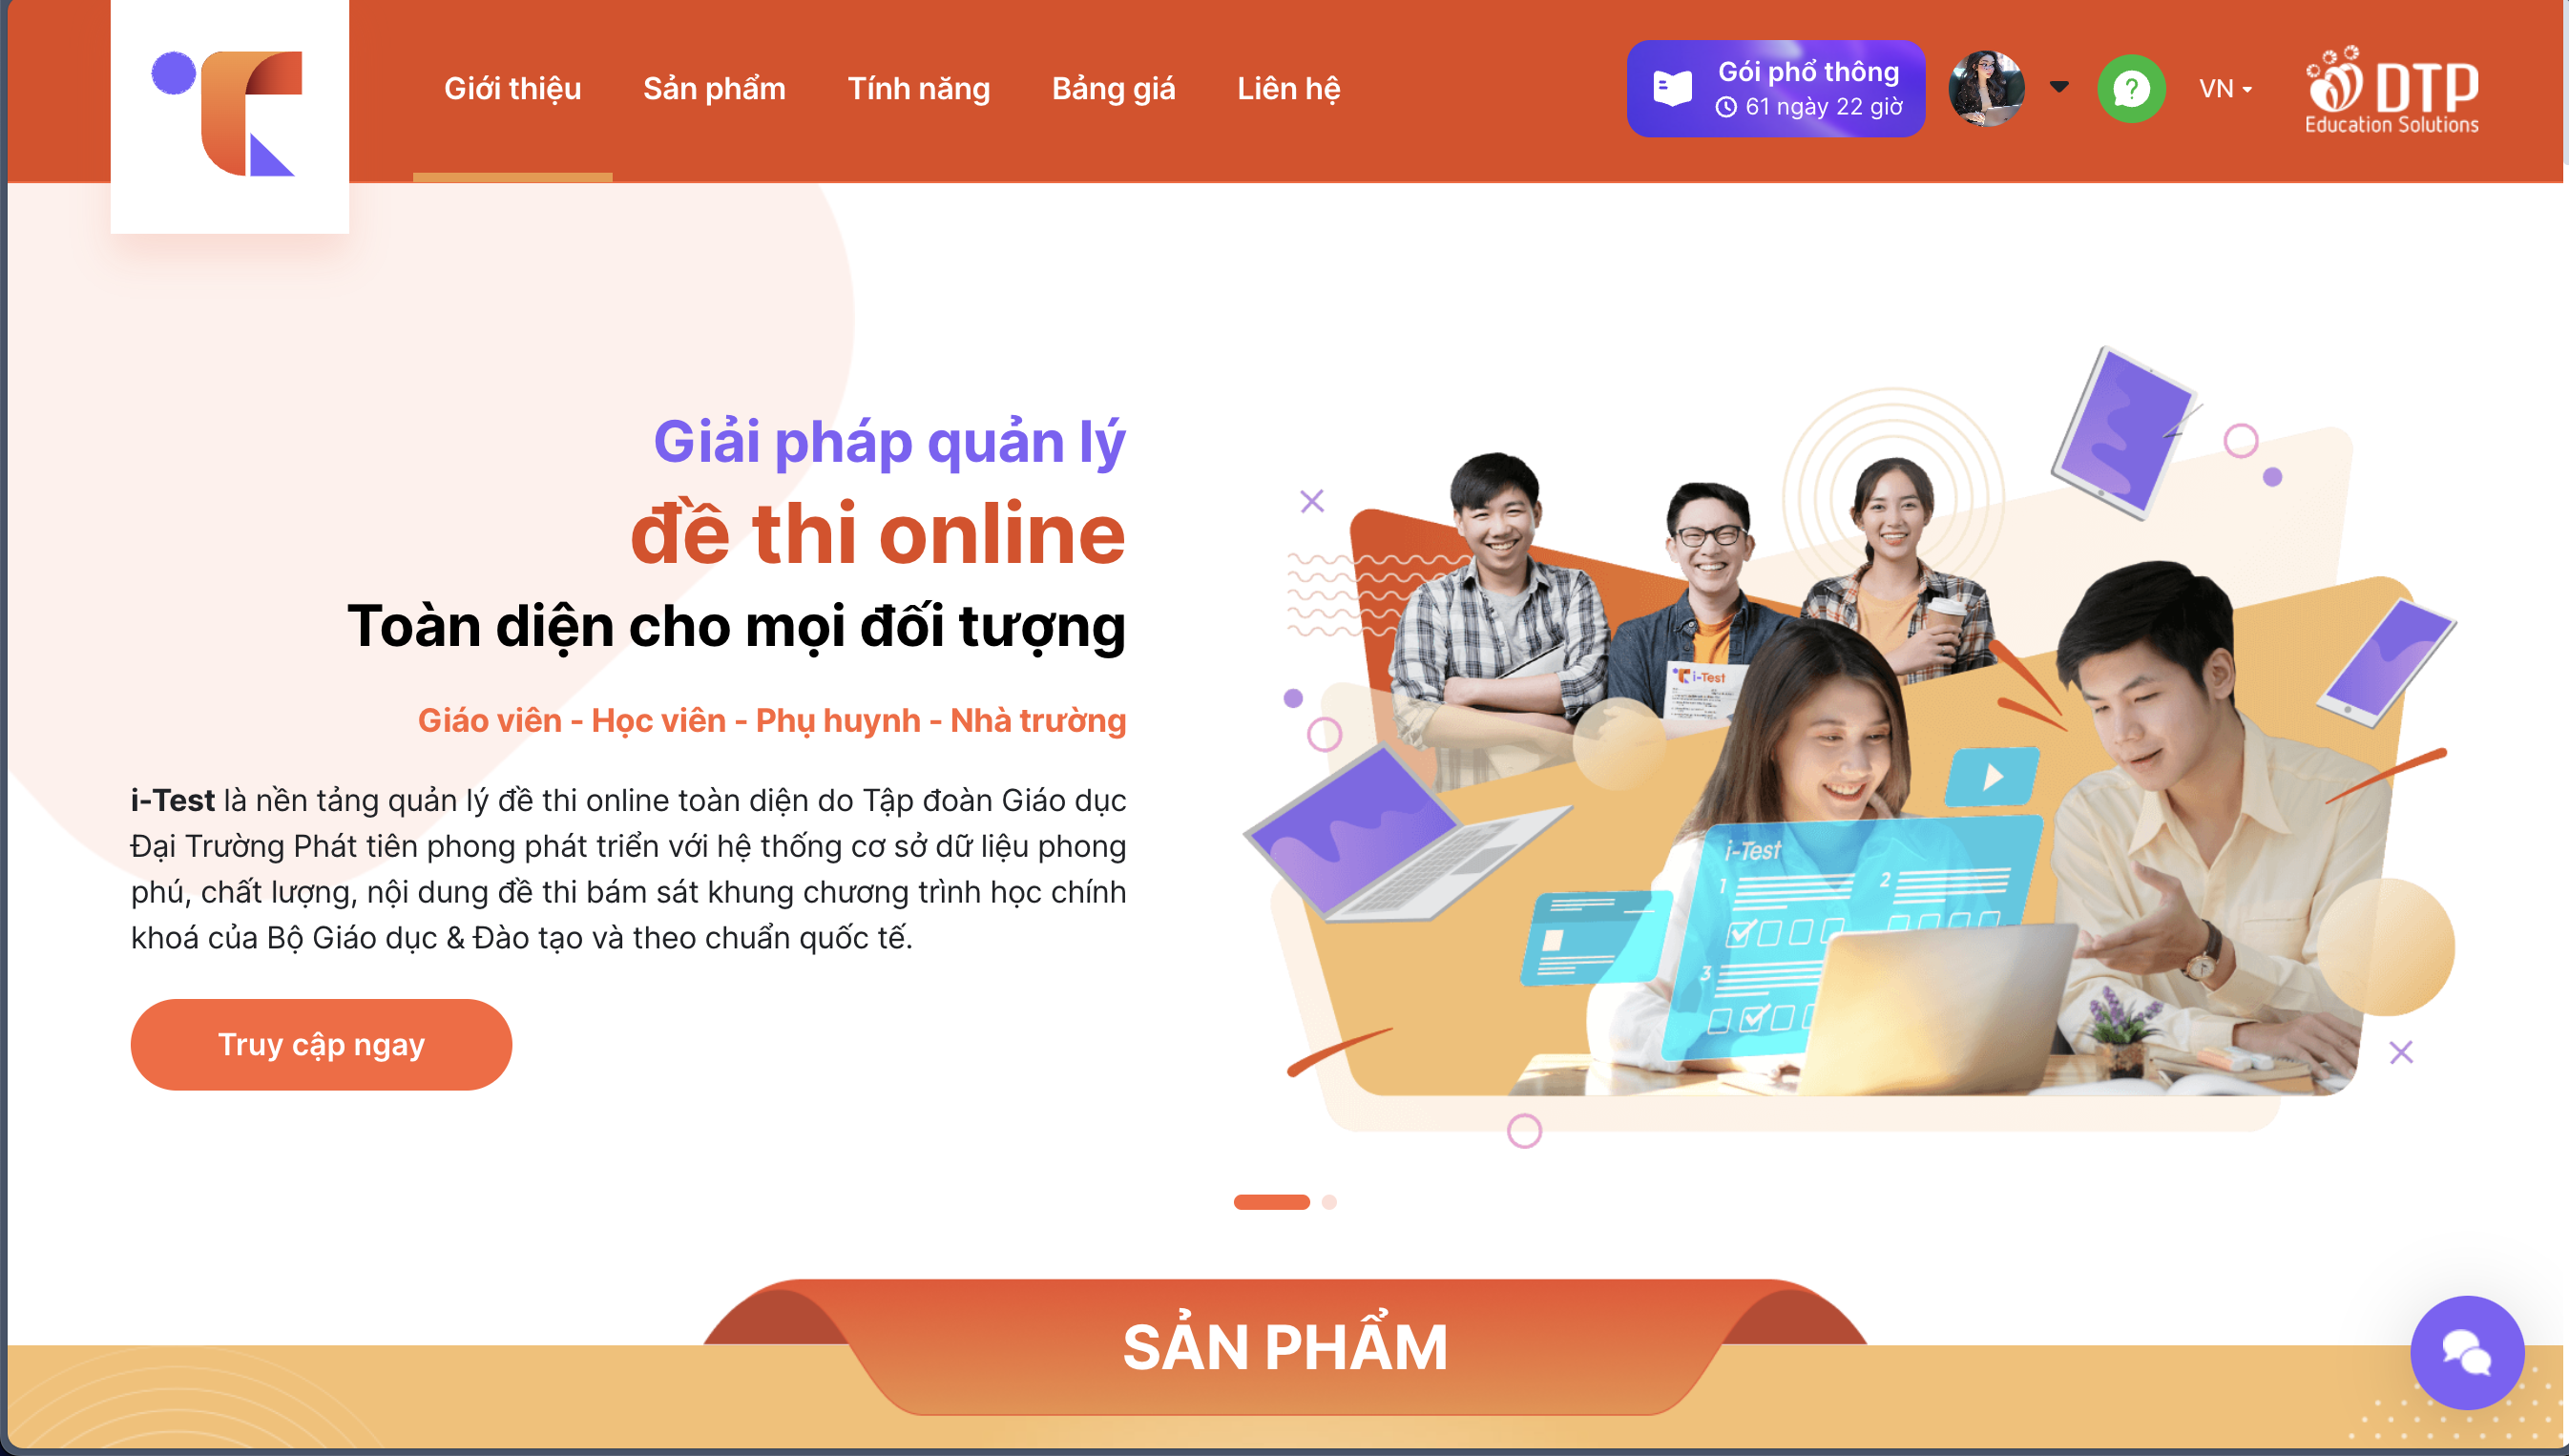 Giới thiệu
Sản phẩm
Tính năng
Bảng giá
Liên hệ
Gói phổ thông
61 ngày 22 giờ
?
VN
DTP
Education Solutions
Giải pháp quản lý
đề thi online
Toàn diện cho mọi đối tượng
Giáo viên - Học viên - Phụ huynh - Nhà trường
i-Test là nền tảng quản lý đề thi online toàn diện do Tập đoàn Giáo dục
Đại Trường Phát tiên phong phát triển với hệ thống cơ sở dữ liệu phong
phú, chất lượng, nội dung đề thi bám sát khung chương trình học chính
khoá của Bộ Giáo dục & Đào tạo và theo chuẩn quốc tế.
Truy cập ngay
i-Test
i-Test
1
2
3
SẢN PHẨM